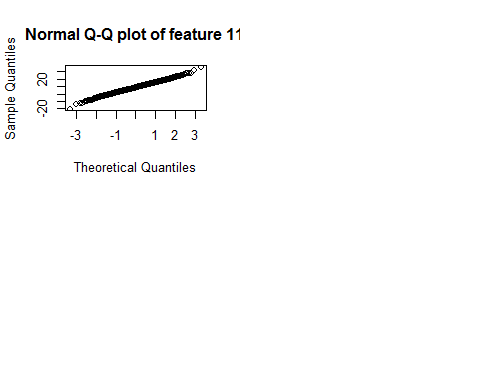 Normal Q-Q plot of feature 11
Sample Quantiles
20
-20
-3 -1 1 2 3
Theoretical Quantiles